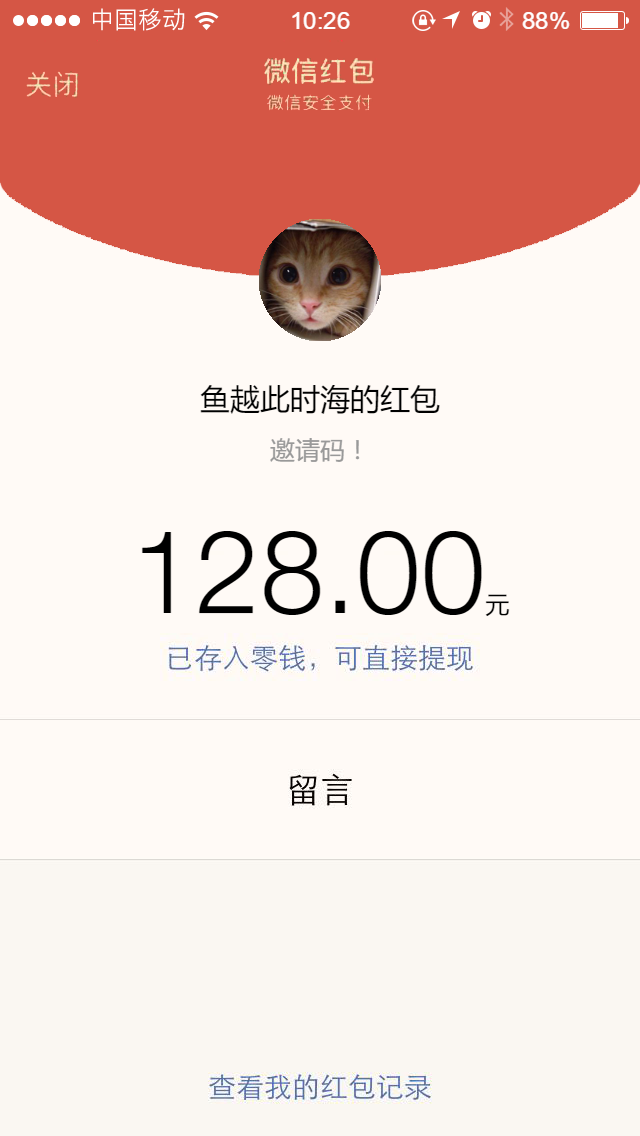 中国移动 10:26 88%
关闭
微信红包
微信安全支付
鱼越此时海的红包
邀请码！
128.00元
已存入零钱，可直接提现
留言
查看我的红包记录